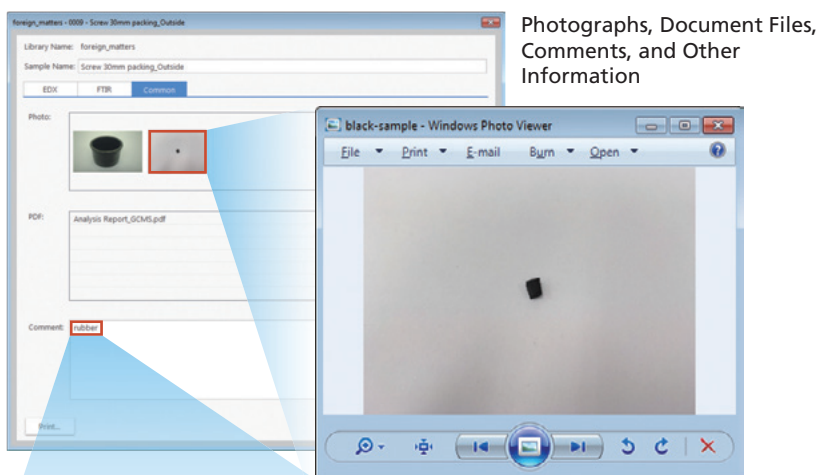 foreign_matters - 0009 - Screw 30mm packing_Outside
Library Name: foreign_matters
Sample Name: Screw 30mm packing_Outside
EDX FTIR Common
Photo:
PDF: Analysis Report_GCMS.pdf
Comment: rubber
Print...
Photographs, Document Files,
Comments, and Other
Information
black-sample - Windows Photo Viewer
File Print E-mail Burn Open